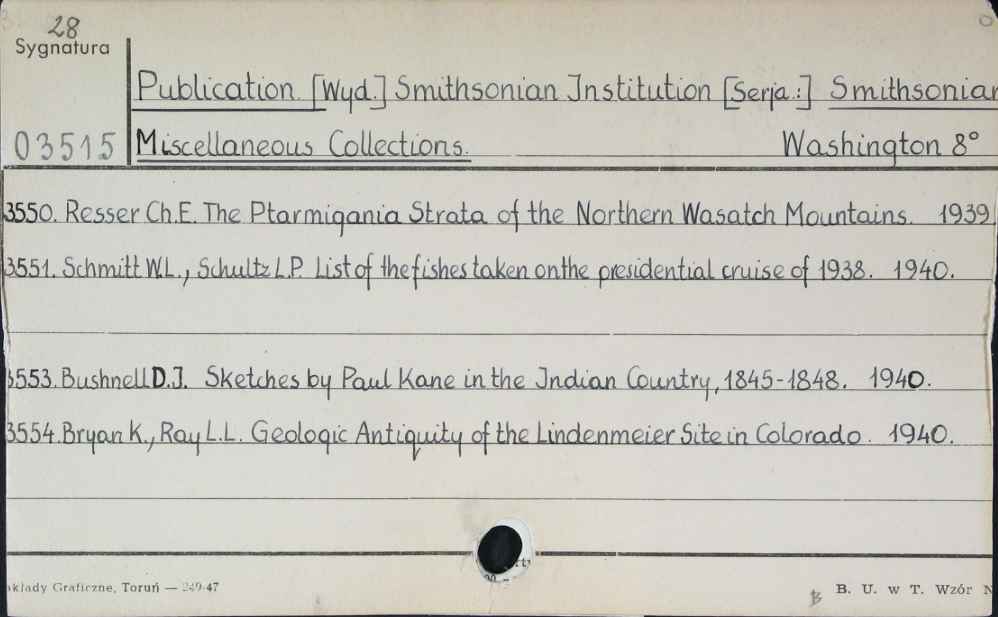 28
Sygnatura
Publication [Wyd.] Smithsonian Institution [Serja:] Smithsonian
03515 Miscellaneous Collections. Washington 8°
3550. Resser Ch.E. The Ptarmigania Strata of the Northern Wasatch Mountains. 1939
3551. Schmitt W.L., Schultz L.P. List of the fishes taken on the presidential cruise of 1938. 1940.
3553. Bushnell D.J. Sketches by Paul Kane in the Indian Country, 1845-1848. 1940.
3554. Bryan K., Ray L.L. Geologic Antiquity of the Lindenmeier Site in Colorado. 1940.
kłady Graficzne, Toruń — 249-47
B. U. w T. Wzór N